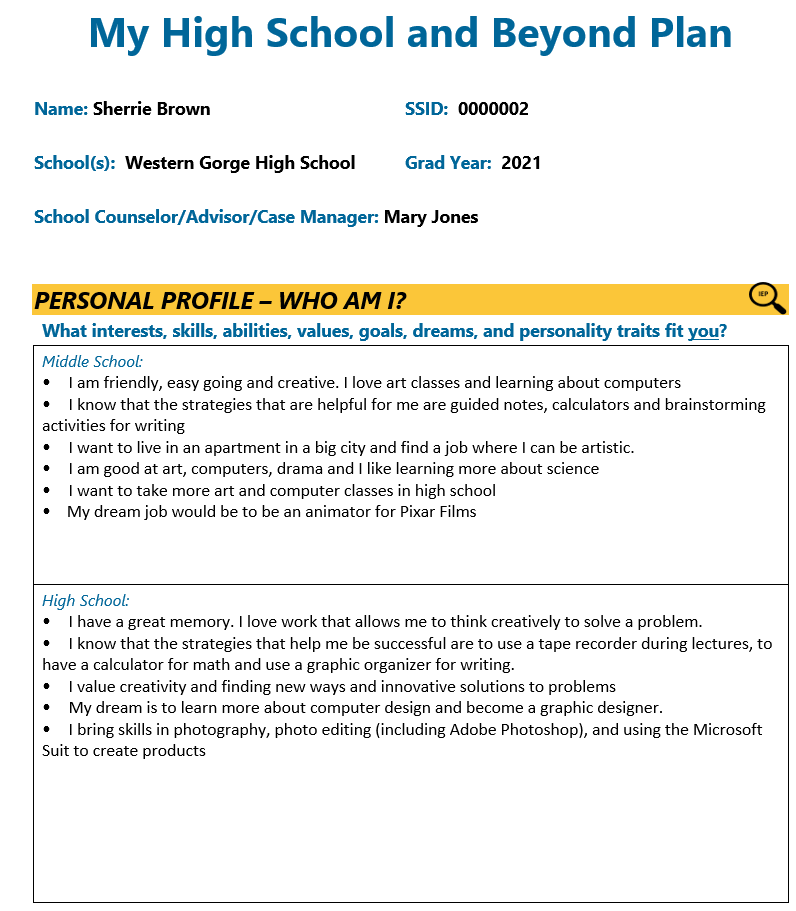 My High School and Beyond Plan
Name: Sherrie Brown SSID: 0000002
School(s): Western Gorge High School Grad Year: 2021
School Counselor/Advisor/Case Manager: Mary Jones
PERSONAL PROFILE – WHO AM I? IEP
What interests, skills, abilities, values, goals, dreams, and personality traits fit you?
Middle School:
• I am friendly, easy going and creative. I love art classes and learning about computers
• I know that the strategies that are helpful for me are guided notes, calculators and brainstorming
activities for writing
• I want to live in an apartment in a big city and find a job where I can be artistic.
• I am good at art, computers, drama and I like learning more about science
• I want to take more art and computer classes in high school
• My dream job would be to be an animator for Pixar Films
High School:
• I have a great memory. I love work that allows me to think creatively to solve a problem.
• I know that the strategies that help me be successful are to use a tape recorder during lectures, to
have a calculator for math and use a graphic organizer for writing.
• I value creativity and finding new ways and innovative solutions to problems
• My dream is to learn more about computer design and become a graphic designer.
• I bring skills in photography, photo editing (including Adobe Photoshop), and using the Microsoft
Suit to create products